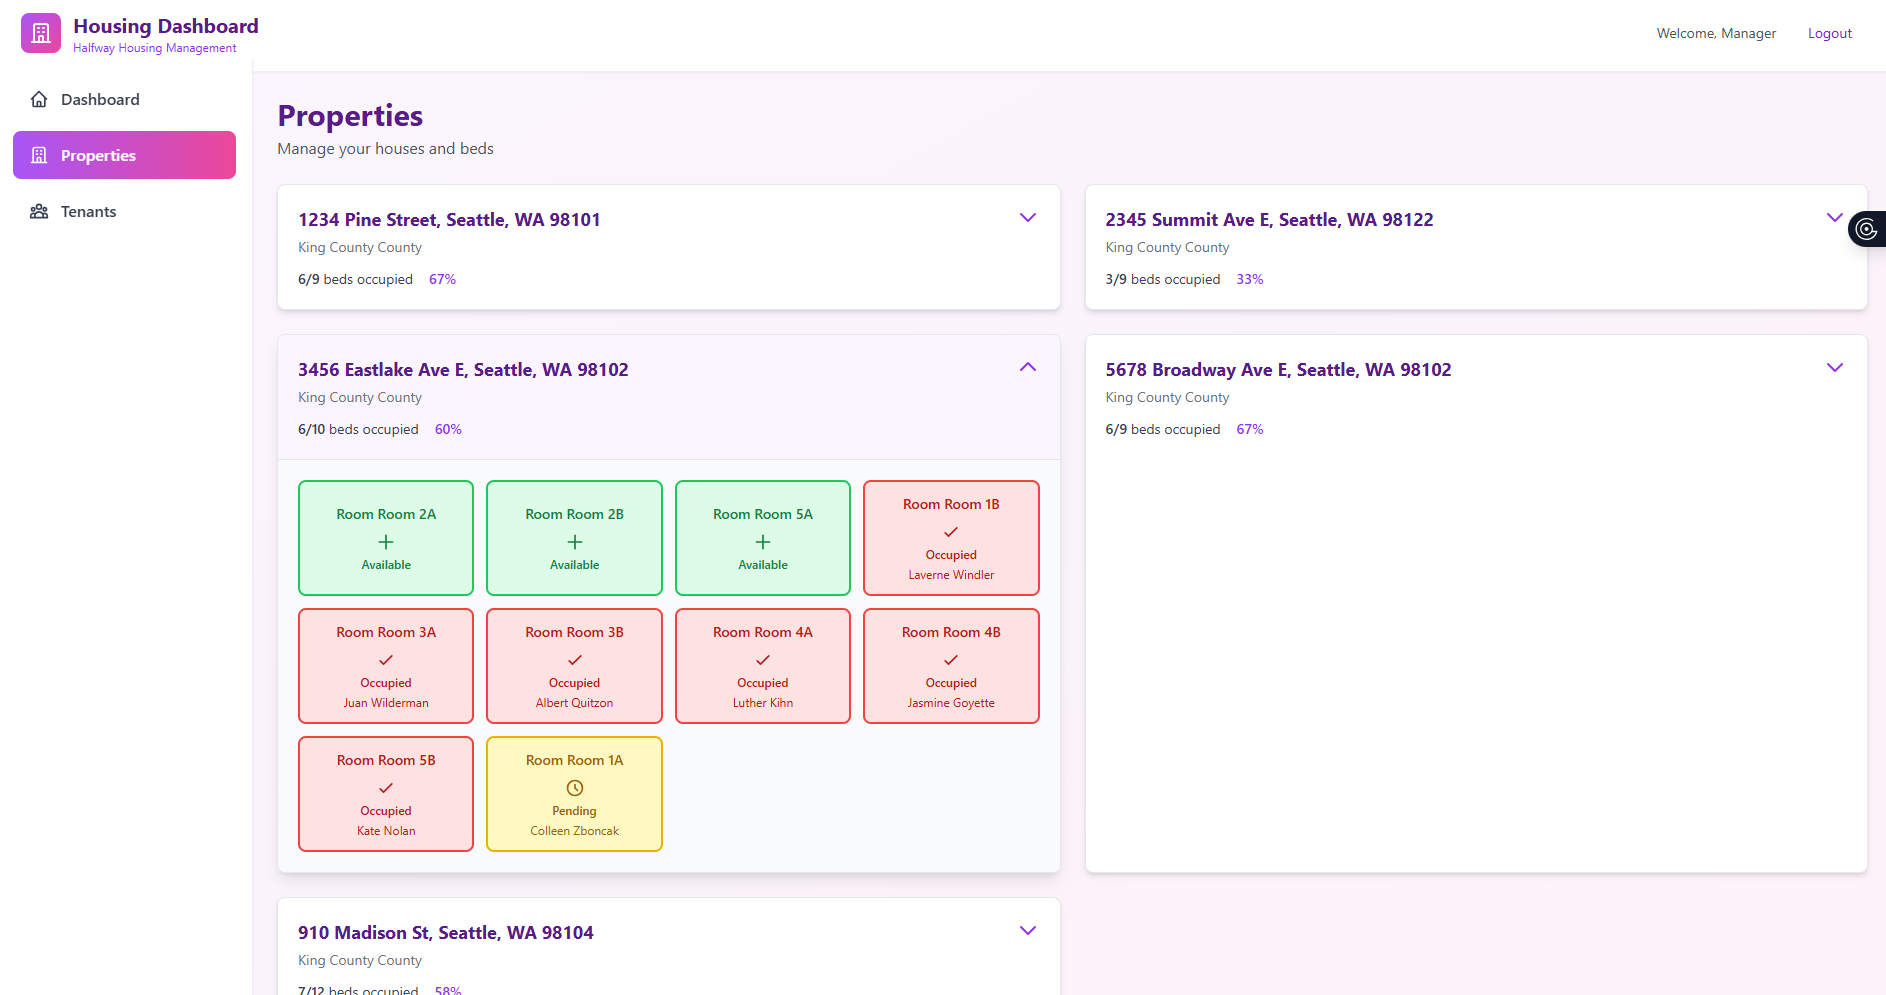 Housing Dashboard
Halfway Housing Management
Welcome, Manager
Logout
Dashboard
Properties
Tenants
Properties
Manage your houses and beds
1234 Pine Street, Seattle, WA 98101
King County County
6/9 beds occupied 67%
2345 Summit Ave E, Seattle, WA 98122
King County County
3/9 beds occupied 33%
3456 Eastlake Ave E, Seattle, WA 98102
King County County
6/10 beds occupied 60%
Room Room 2A
Available
Room Room 2B
Available
Room Room 5A
Available
Room Room 1B
Occupied
Laverne Windler
Room Room 3A
Occupied
Juan Wilderman
Room Room 3B
Occupied
Albert Quitzon
Room Room 4A
Occupied
Luther Kihn
Room Room 4B
Occupied
Jasmine Goyette
Room Room 5B
Occupied
Kate Nolan
Room Room 1A
Pending
Colleen Zboncak
5678 Broadway Ave E, Seattle, WA 98102
King County County
6/9 beds occupied 67%
910 Madison St, Seattle, WA 98104
King County County
7/12 beds occupied 58%